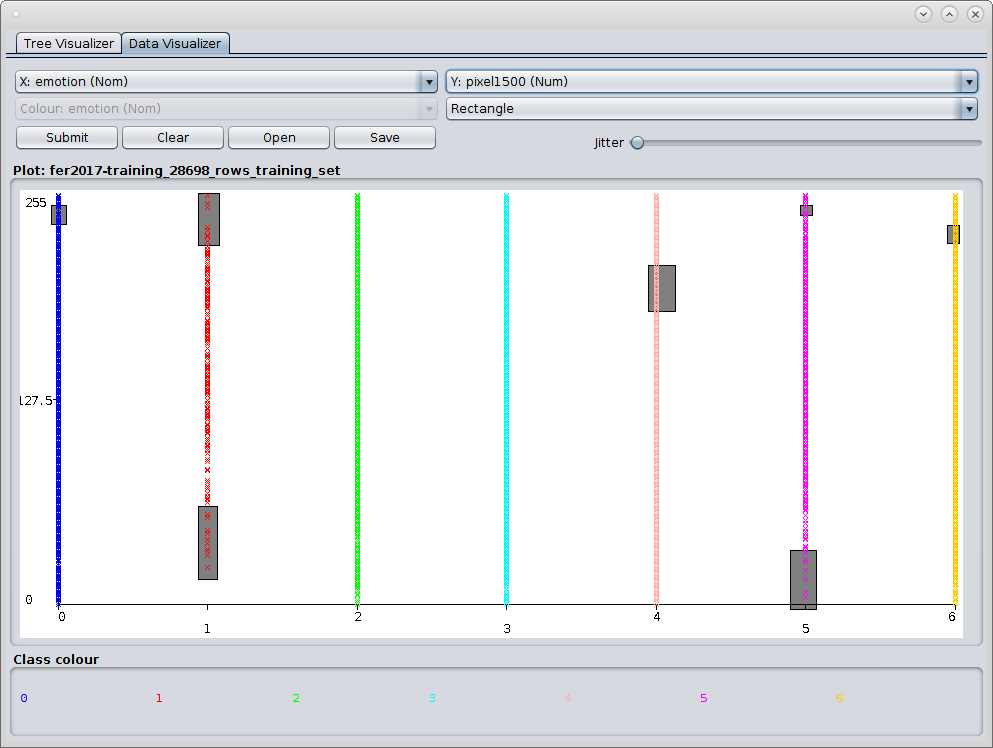 Tree Visualizer Data Visualizer
X: emotion (Nom) Y: pixel1500 (Num)
Colour: emotion (Nom) Rectangle
Submit Clear Open Save Jitter
Plot: fer2017-training_28698_rows_training_set
255
127.5
0
0 2 4 6
1 3 5
Class colour
0 1 2 3 4 5 6